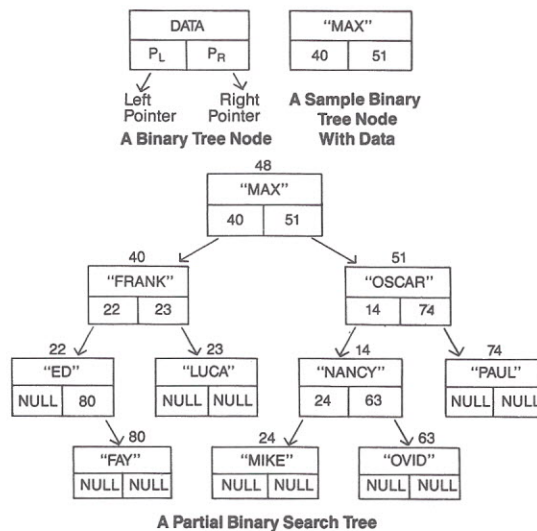 DATA
P_L P_R
Left Pointer
Right Pointer
A Binary Tree Node
"MAX"
40 51
A Sample Binary
Tree Node
With Data
48
"MAX"
40 51
40 51
"FRANK" "OSCAR"
22 23 14 74
22 23 14 74
"ED" "LUCA" "NANCY" "PAUL"
NULL 80 NULL NULL 24 63 NULL NULL
80 24 63
"FAY" "MIKE" "OVID"
NULL NULL NULL NULL NULL NULL
A Partial Binary Search Tree